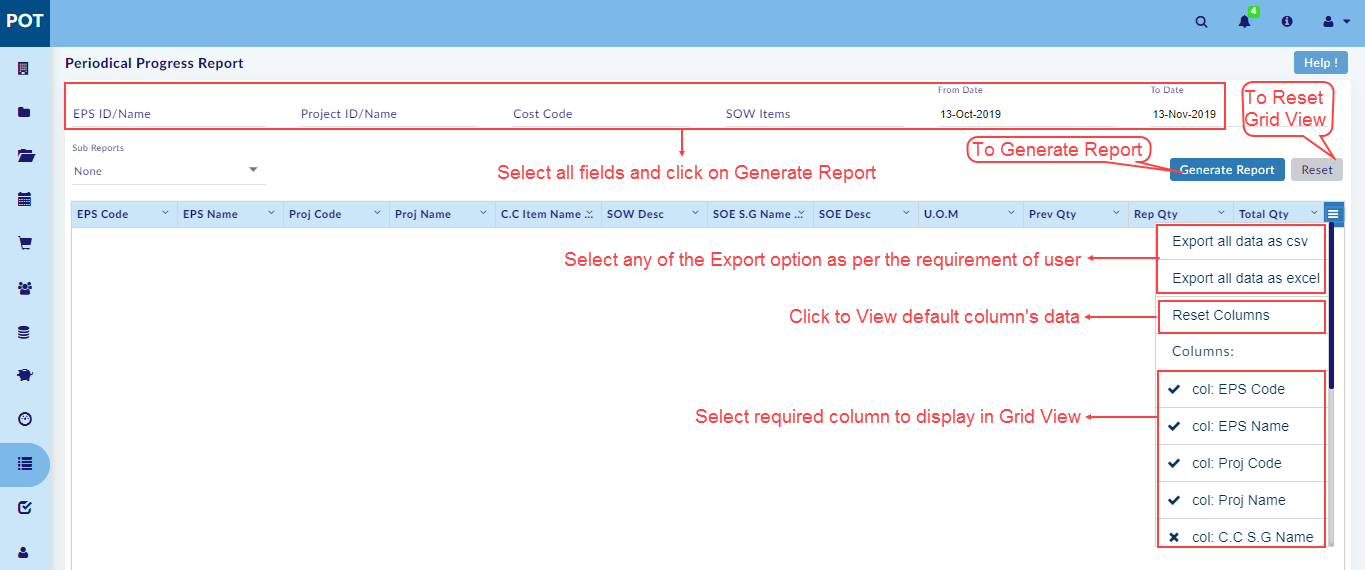 POT
4
Periodical Progress Report
Help !
EPS ID/Name
Project ID/Name
Cost Code
SOW Items
From Date
13-Oct-2019
To Date
13-Nov-2019
To Reset
Grid View
Sub Reports
None
Select all fields and click on Generate Report
To Generate Report
Generate Report
Reset
EPS Code
EPS Name
Proj Code
Proj Name
C.C Item Name ...
SOW Desc
SOE S.G Name ...
SOE Desc
U.O.M
Prev Qty
Rep Qty
Total Qty
Export all data as csv
Select any of the Export option as per the requirement of user
Export all data as excel
Click to View default column's data
Reset Columns
Columns:
col: EPS Code
Select required column to display in Grid View
col: EPS Name
col: Proj Code
col: Proj Name
col: C.C S.G Name